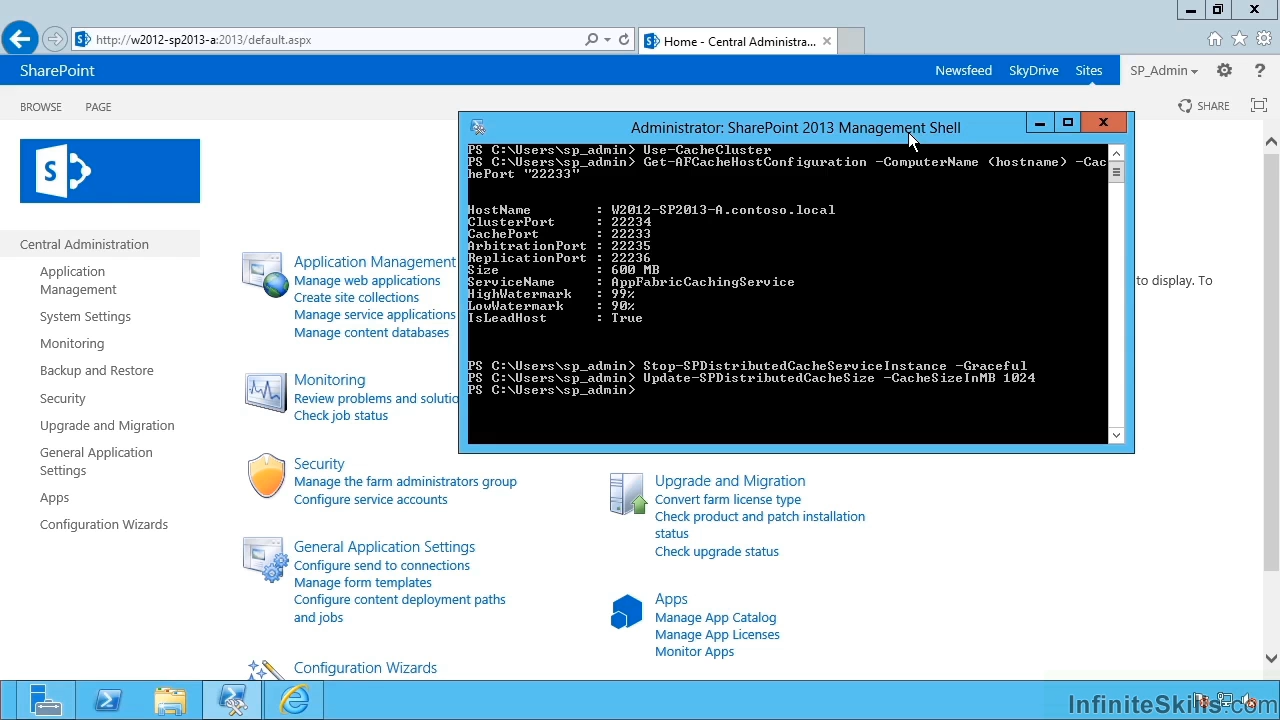 http://w2012-sp2013-a:2013/default.aspx
Home - Central Administra...
SharePoint
Newsfeed
SkyDrive
Sites
SP_Admin
?
BROWSE
PAGE
SHARE
Administrator: SharePoint 2013 Management Shell
PS C:\Users\sp_admin> Use-CacheCluster
PS C:\Users\sp_admin> Get-AFCacheHostConfiguration -ComputerName (hostname) -Cac
hePort "22233"
HostName : W2012-SP2013-A.contoso.local
ClusterPort : 22234
CachePort : 22233
ArbitrationPort : 22235
ReplicationPort : 22236
Size : 600 MB
ServiceName : AppFabricCachingService
HighWatermark : 99%
LowWatermark : 90%
IsLeadHost : True
PS C:\Users\sp_admin> Stop-SPDistributedCacheServiceInstance -Graceful
PS C:\Users\sp_admin> Update-SPDistributedCacheSize -CacheSizeInMB 1024
PS C:\Users\sp_admin>
Central Administration
Application
Management
System Settings
Monitoring
Backup and Restore
Security
Upgrade and Migration
General Application
Settings
Apps
Configuration Wizards
Application Management
Manage web applications
Create site collections
Manage service applications
Manage content databases
Monitoring
Review problems and solutio
Check job status
Security
Manage the farm administrators group
Configure service accounts
General Application Settings
Configure send to connections
Manage form templates
Configure content deployment paths
and jobs
Configuration Wizards
to display. To
Upgrade and Migration
Convert farm license type
Check product and patch installation
status
Check upgrade status
Apps
Manage App Catalog
Manage App Licenses
Monitor Apps
InfiniteSkills.com